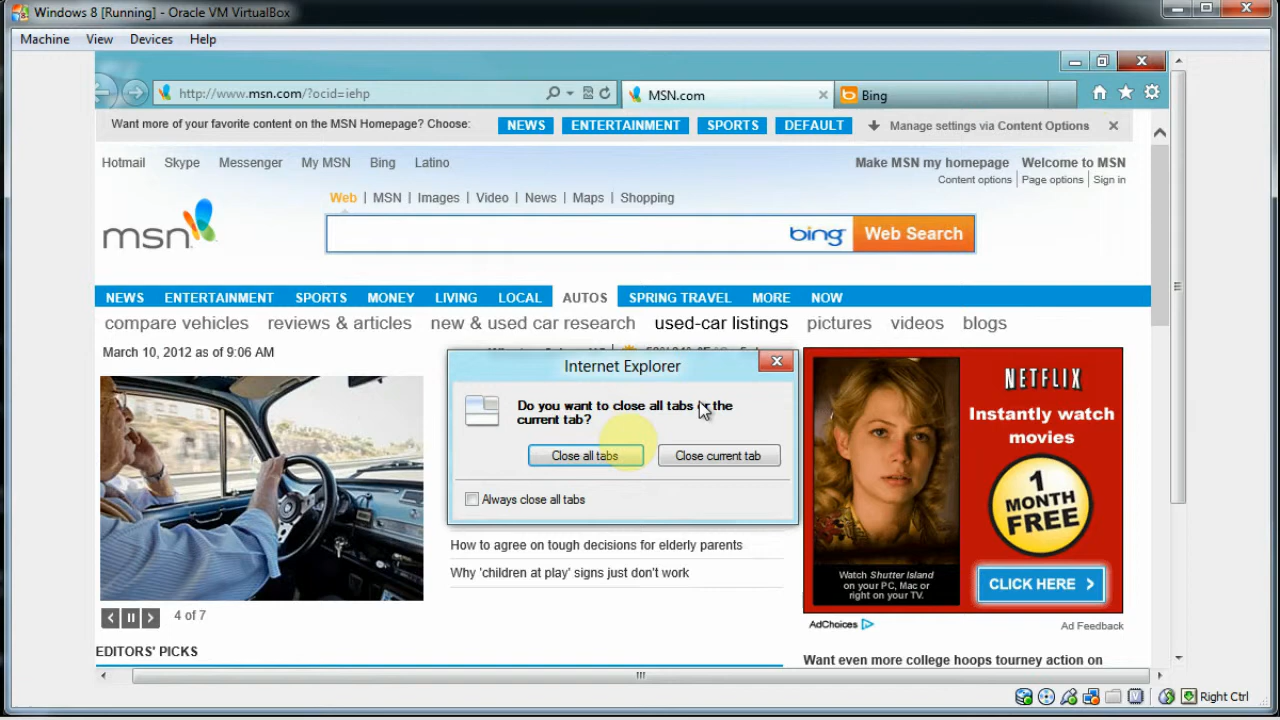 Windows 8 [Running] - Oracle VM VirtualBox
Machine View Devices Help
http://www.msn.com/?ocid=iehp
MSN.com
Bing
Want more of your favorite content on the MSN Homepage? Choose: NEWS ENTERTAINMENT SPORTS DEFAULT Manage settings via Content Options
Hotmail Skype Messenger My MSN Bing Latino
Make MSN my homepage Welcome to MSN
Content options | Page options | Sign in
Web | MSN | Images | Video | News | Maps | Shopping
msn
bing Web Search
NEWS ENTERTAINMENT SPORTS MONEY LIVING LOCAL AUTOS SPRING TRAVEL MORE NOW
compare vehicles reviews & articles new & used car research used-car listings pictures videos blogs
March 10, 2012 as of 9:06 AM
Internet Explorer
Do you want to close all tabs or the
current tab?
Close all tabs Close current tab
Always close all tabs
How to agree on tough decisions for elderly parents
Why 'children at play' signs just don't work
4 of 7
NETFLIX
Instantly watch
movies
1
MONTH
FREE
CLICK HERE >
Watch Shutter Island
on your PC, Mac or
right on your TV.
AdChoices
Ad Feedback
EDITORS' PICKS
Want even more college hoops tourney action on
Right Ctrl